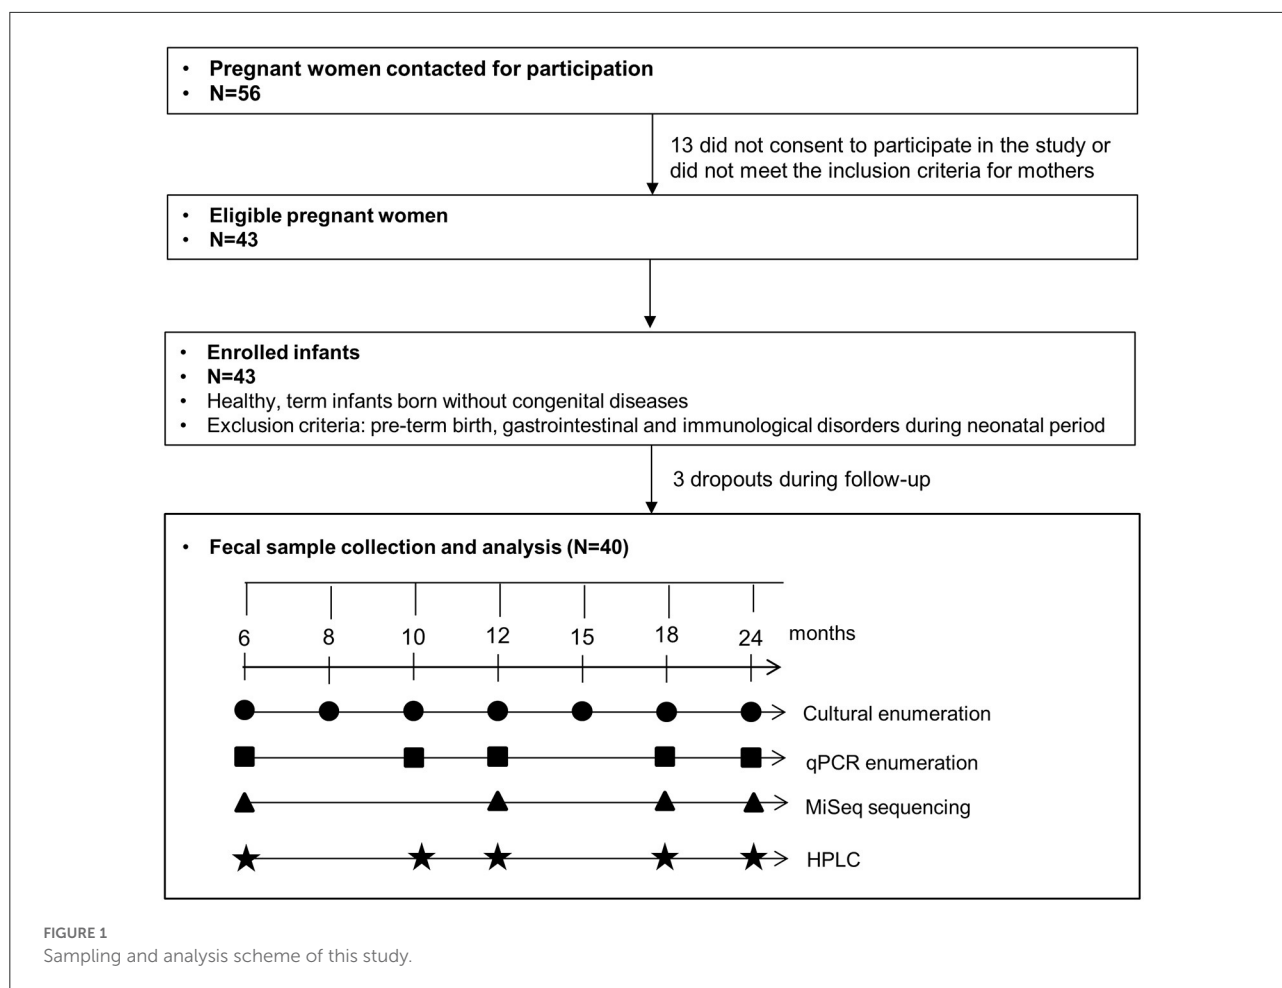 • Pregnant women contacted for participation
• N=56
13 did not consent to participate in the study or
did not meet the inclusion criteria for mothers
• Eligible pregnant women
• N=43
• Enrolled infants
• N=43
• Healthy, term infants born without congenital diseases
• Exclusion criteria: pre-term birth, gastrointestinal and immunological disorders during neonatal period
3 dropouts during follow-up
• Fecal sample collection and analysis (N=40)
6 8 10 12 15 18 24 months
Cultural enumeration
qPCR enumeration
MiSeq sequencing
HPLC
FIGURE 1
Sampling and analysis scheme of this study.